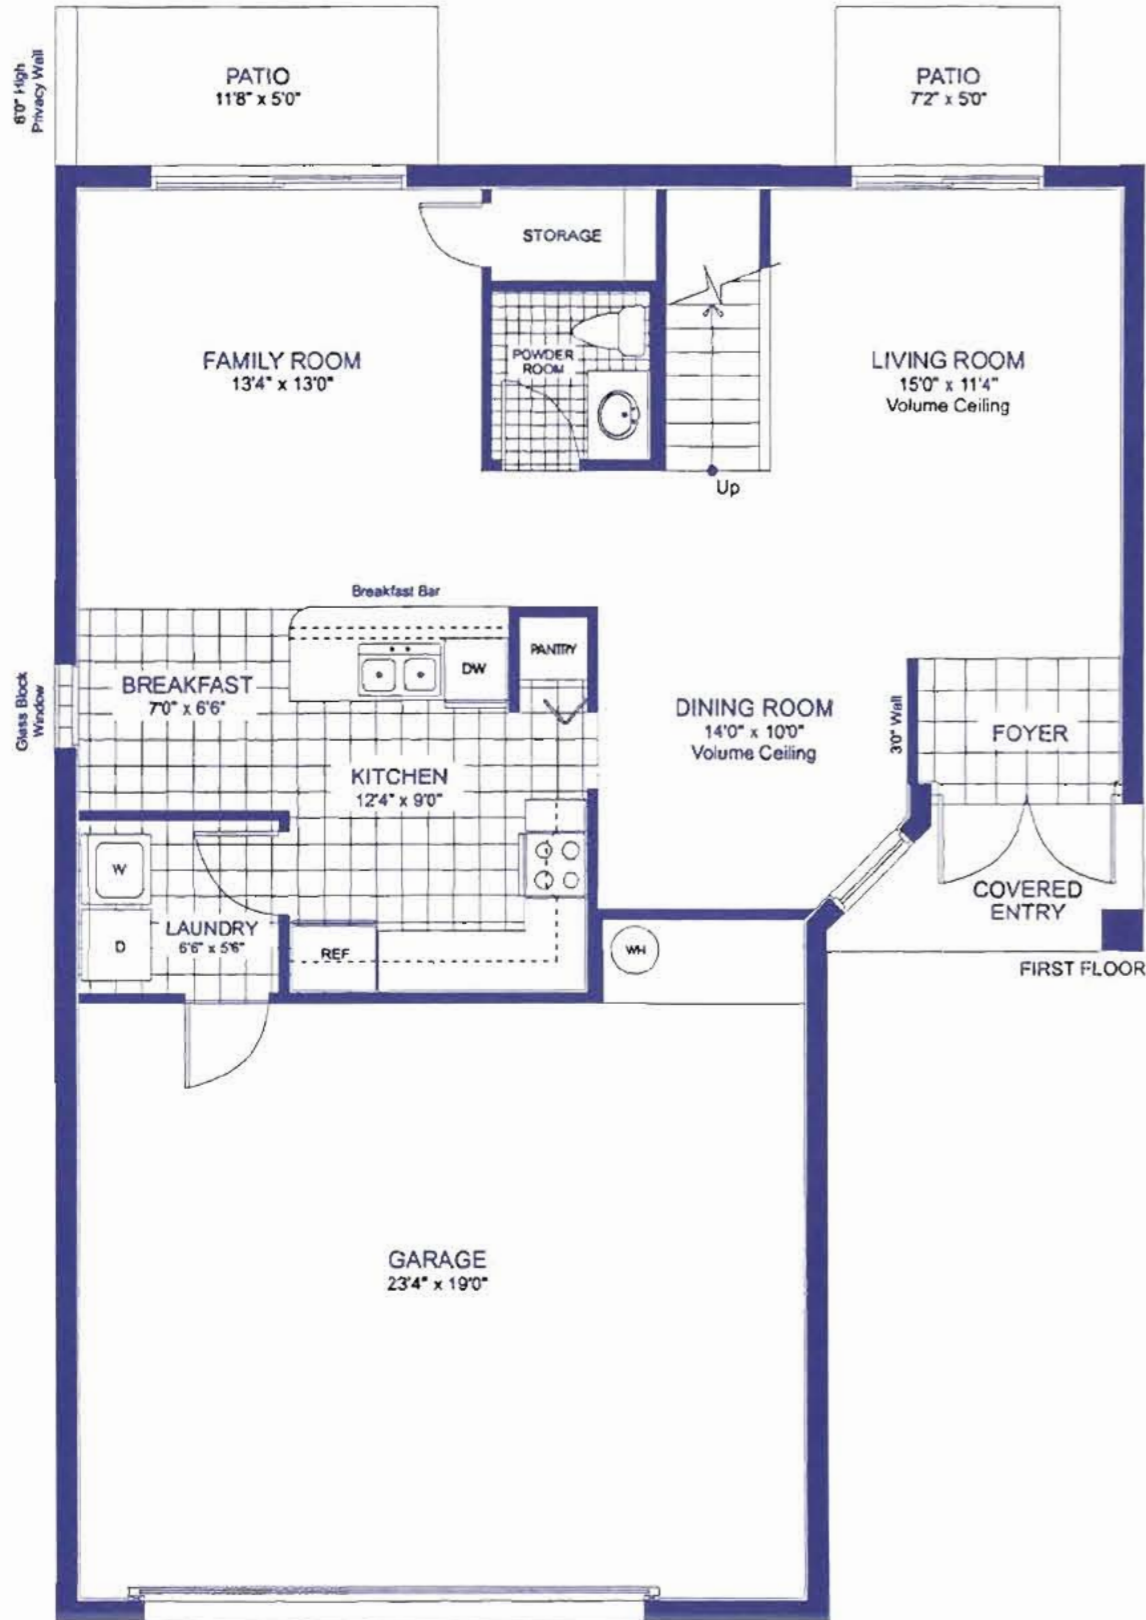 6'0" High
Privacy Wall
PATIO
11'8" x 5'0"
PATIO
7'2" x 5'0"
STORAGE
FAMILY ROOM
13'4" x 13'0"
POWDER
ROOM
LIVING ROOM
15'0" x 11'4"
Volume Ceiling
Up
Breakfast Bar
PANTRY
DW
Glass Block
Window
BREAKFAST
7'0" x 6'6"
DINING ROOM
14'0" x 10'0"
Volume Ceiling
3'0" Wall
FOYER
KITCHEN
12'4" x 9'0"
W
COVERED
ENTRY
LAUNDRY
6'6" x 5'6"
D
REF
WH
FIRST FLOOR
GARAGE
23'4" x 19'0"